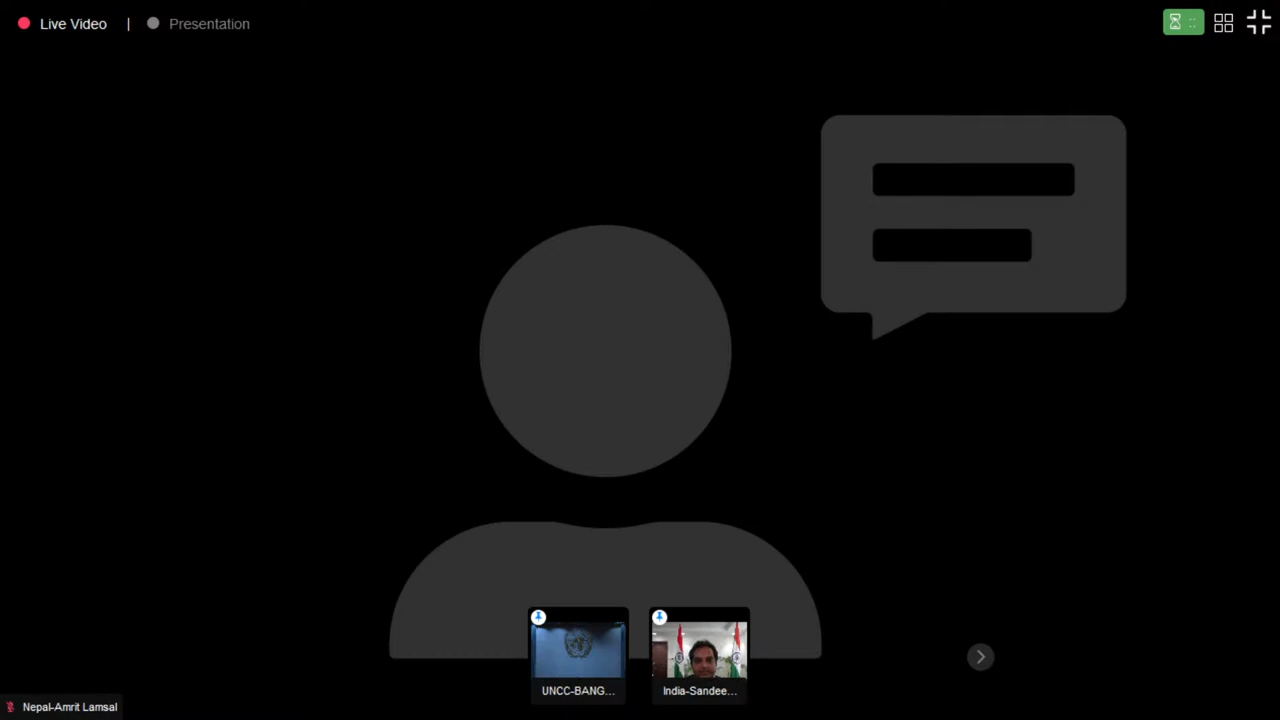 Live Video | Presentation
UNCC-BANG...
India-Sandee...
Nepal-Amrit Lamsal